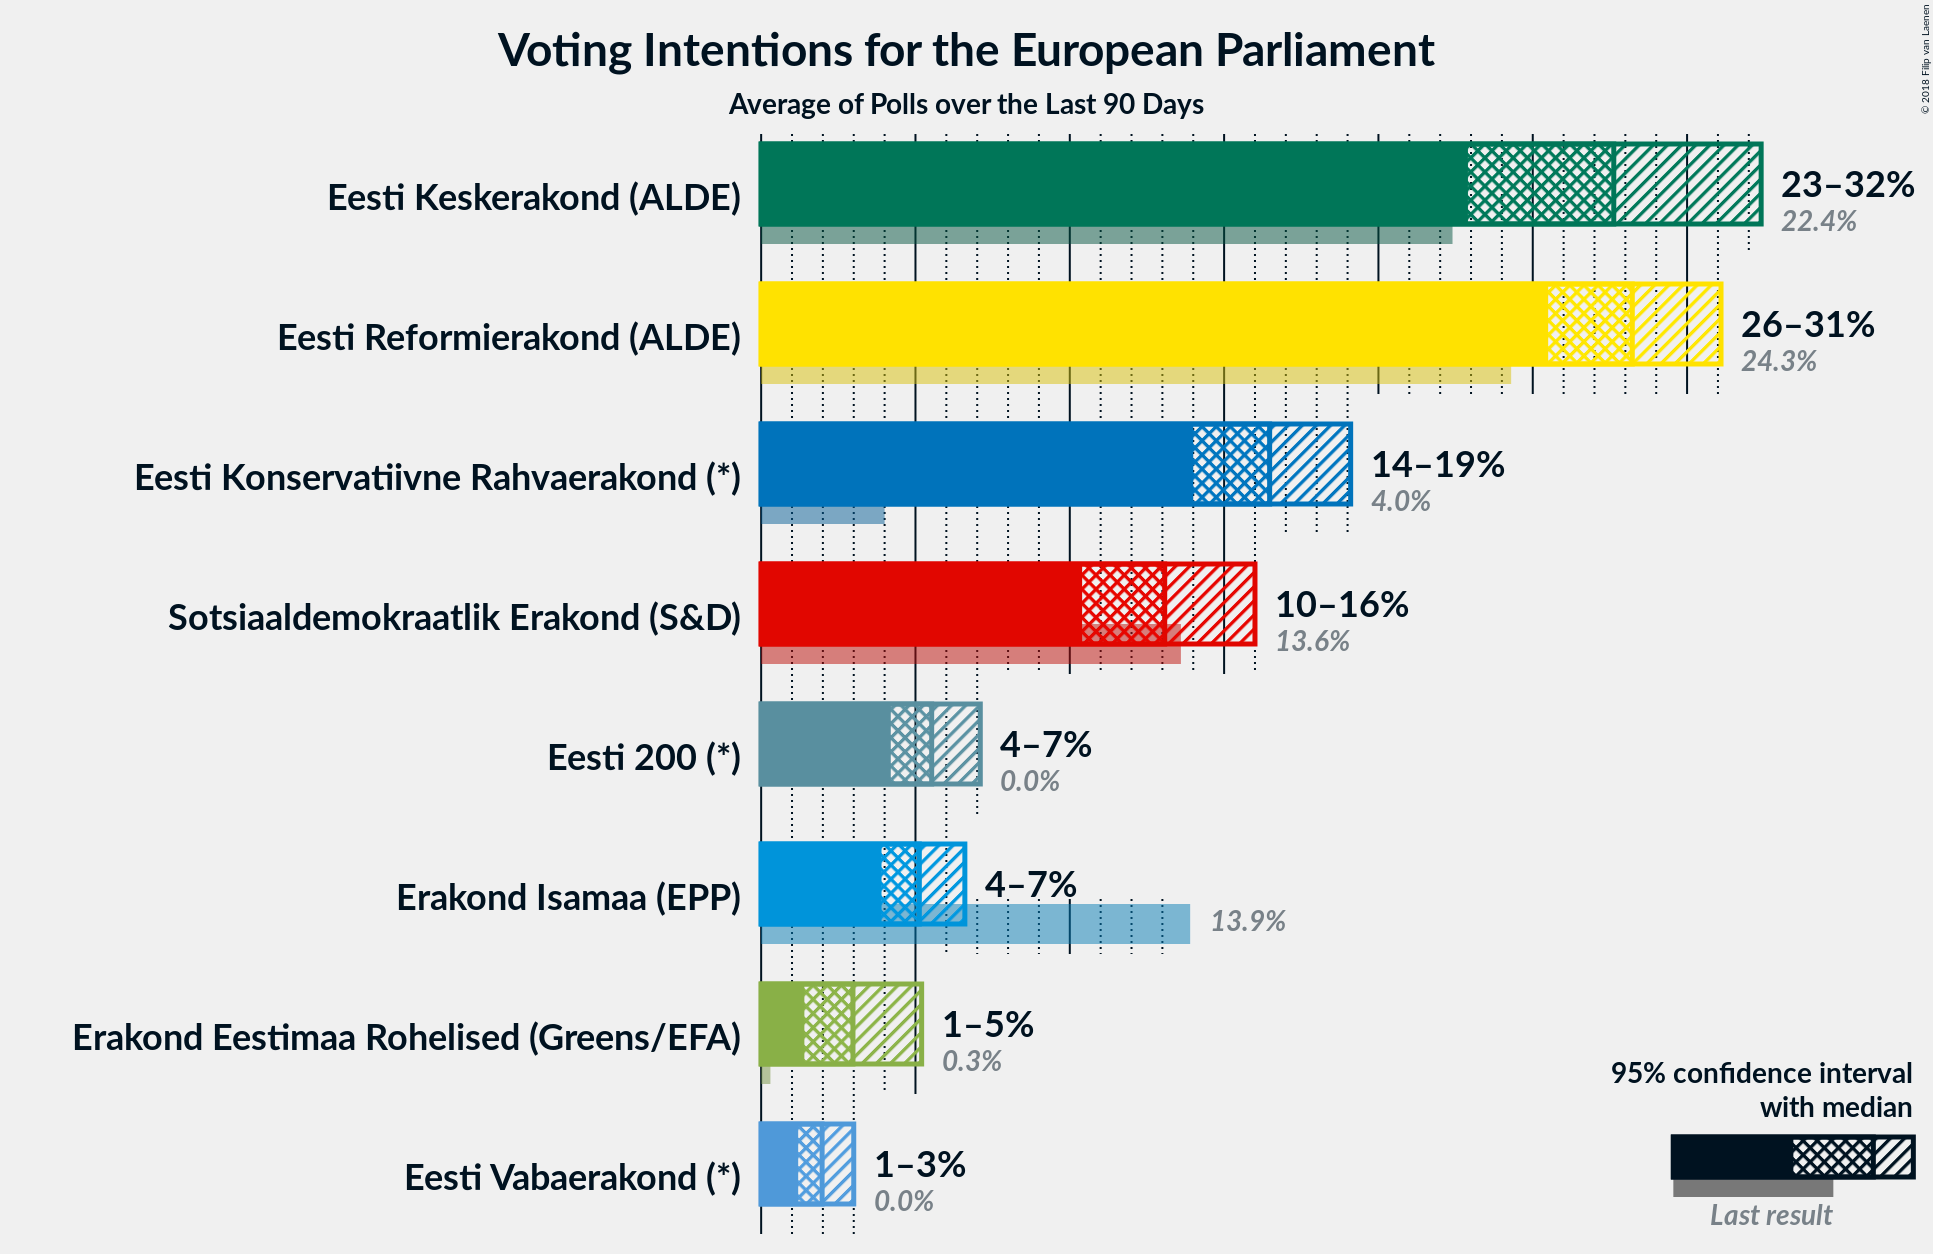 Voting Intentions for the European Parliament
Average of Polls over the Last 90 Days
© 2018 Filip van Laenen
Eesti Keskerakond (ALDE)
23–32%
22.4%
Eesti Reformierakond (ALDE)
26–31%
24.3%
Eesti Konservatiivne Rahvaerakond (*)
14–19%
4.0%
Sotsiaaldemokraatlik Erakond (S&D)
10–16%
13.6%
Eesti 200 (*)
4–7%
0.0%
Erakond Isamaa (EPP)
4–7%
13.9%
Erakond Eestimaa Rohelised (Greens/EFA)
1–5%
0.3%
Eesti Vabaerakond (*)
1–3%
0.0%
95% confidence interval
with median
Last result